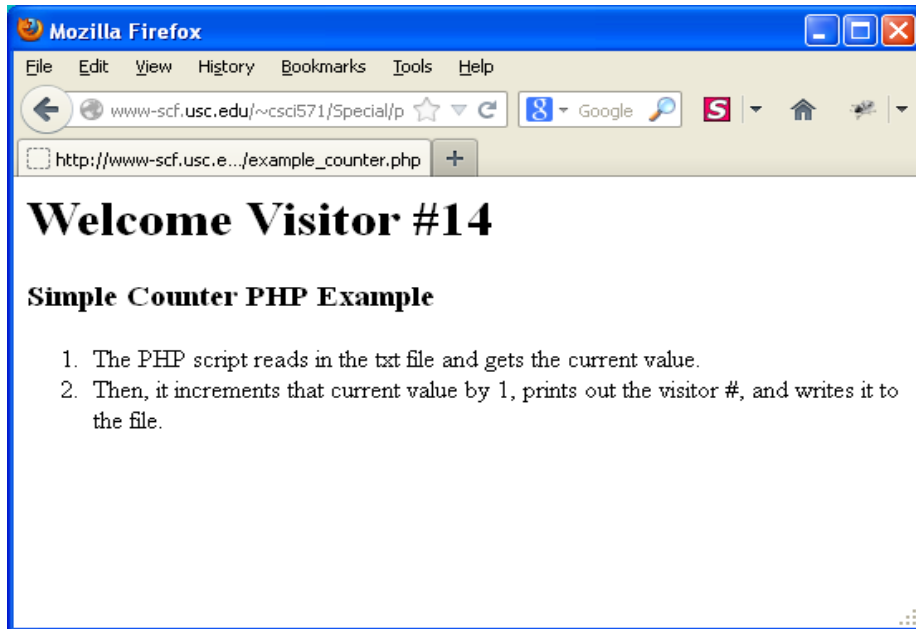 Mozilla Firefox
File Edit View History Bookmarks Tools Help
www-scf.usc.edu/~csci571/Special/p
Google
S
http://www-scf.usc.e.../example_counter.php
Welcome Visitor #14
Simple Counter PHP Example
1. The PHP script reads in the txt file and gets the current value.
2. Then, it increments that current value by 1, prints out the visitor #, and writes it to
the file.